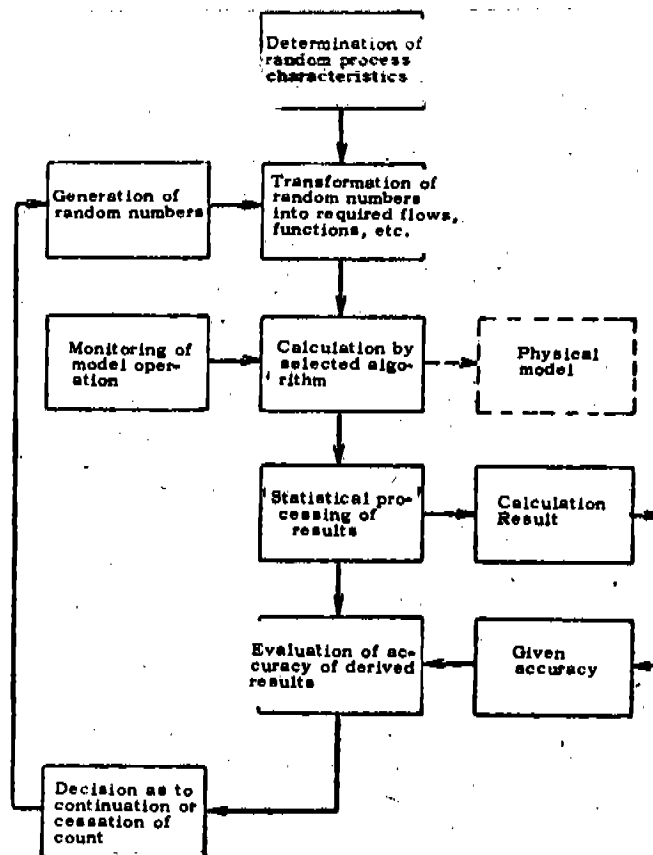 Determination of
random process
characteristics
Generation of
random numbers
Transformation of
random numbers
into required flows,
functions, etc.
Monitoring of
model oper-
ation
Calculation by
selected algo-
rithm
Physical
model
Statistical pro-
cessing of
results
Calculation
Result
Evaluation of ac-
curacy of derived
results
Given
accuracy
Decision as to
continuation or
cessation of
count